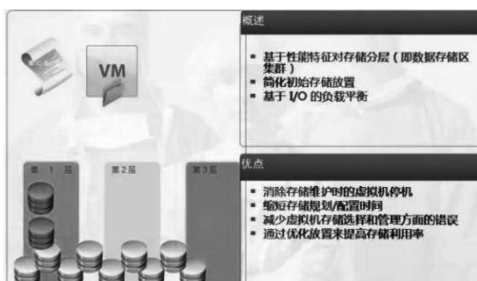 VM
第 1 层
第2层
第3层
概述
基于性能特征对存储分层（即数据存储区
集群）
简化初始存储放置
基于 I/O 的负载平衡
优点
消除存储维护时的虚拟机停机
缩短存储规划/配置时间
减少虚拟机存储选择和管理方面的错误
通过优化放置来提高存储利用率